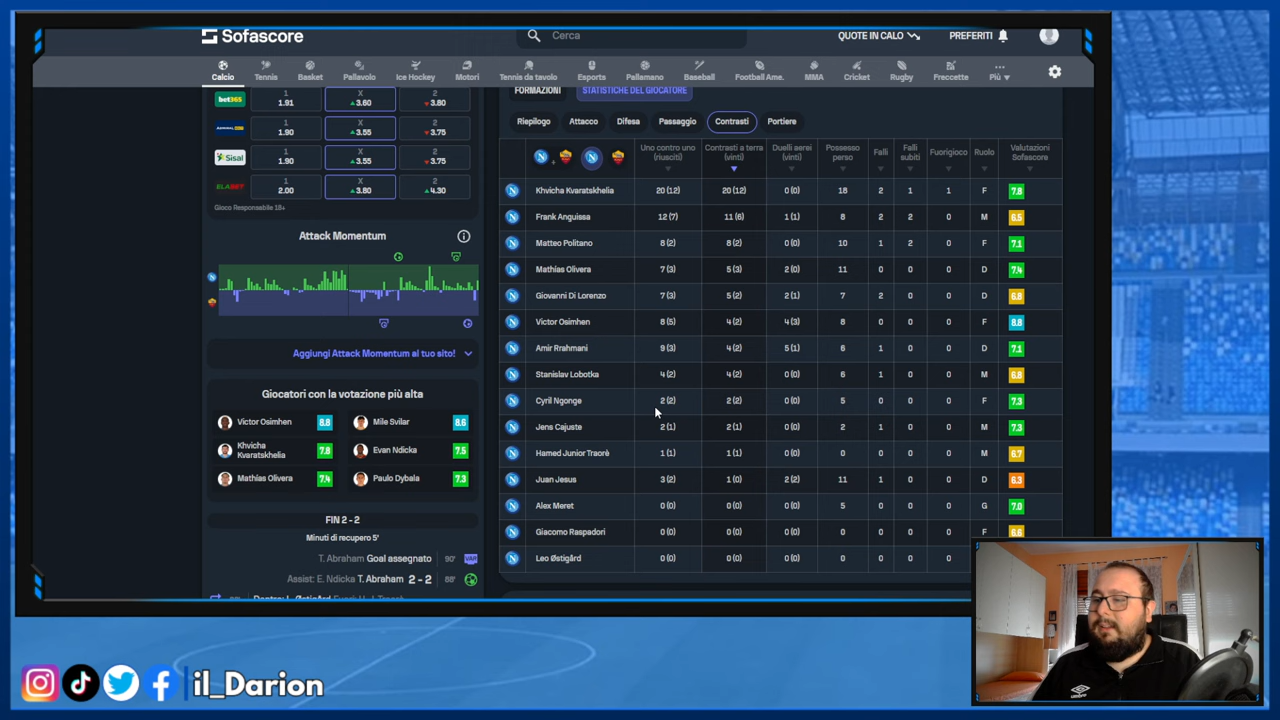 Sofascore
Cerca
QUOTE IN CALO
PREFERITI
Calcio Tennis Basket Pallavolo Ice Hockey Motori Tennis da tavolo Esports Pallamano Baseball Football Ame. MMA Cricket Rugby Freccette Più
bet365 1 1.91 X 3.60 2 3.80
1 1.90 X 3.55 2 3.75
Sisal 1 1.90 X 3.55 2 3.75
ELABET 1 2.00 X 3.80 2 4.30
Gioco Responsabile 18+
Attack Momentum
Aggiungi Attack Momentum al tuo sito!
Giocatori con la votazione più alta
Victor Osimhen 8.8 Mile Svilar 8.6
Khvicha Kvaratskhelia 7.8 Evan Ndicka 7.5
Mathías Olivera 7.4 Paulo Dybala 7.3
FIN 2 - 2
Minuti di recupero 5'
T. Abraham Goal assegnato 90' VAR
Assist: E. Ndicka T. Abraham 2 - 2 88'
FORMAZIONI STATISTICHE DEL GIOCATORE
Riepilogo Attacco Difesa Passaggio Contrasti Portiere
Uno contro uno (riusciti) Contrasti a terra (vinti) Duelli aerei (vinti) Possesso perso Falli Falli subiti Fuorigioco Ruolo Valutazioni Sofascore
Khvicha Kvaratskhelia 20 (12) 20 (12) 0 (0) 18 2 1 1 F 7.8
Frank Anguissa 12 (7) 11 (6) 1 (1) 8 2 2 0 M 6.5
Matteo Politano 8 (2) 8 (2) 0 (0) 10 1 2 0 F 7.1
Mathías Olivera 7 (3) 5 (3) 2 (0) 11 0 0 0 D 7.4
Giovanni Di Lorenzo 7 (3) 5 (2) 2 (1) 7 2 0 0 D 6.8
Victor Osimhen 8 (5) 4 (2) 4 (3) 8 0 0 0 F 8.8
Amir Rrahmani 9 (3) 4 (2) 5 (1) 6 1 0 0 D 7.1
Stanislav Lobotka 4 (2) 4 (2) 0 (0) 6 1 0 0 M 6.8
Cyril Ngonge 2 (2) 2 (2) 0 (0) 5 0 0 0 F 7.3
Jens Cajuste 2 (1) 2 (1) 0 (0) 2 1 0 0 M 7.3
Hamed Junior Traorè 1 (1) 1 (1) 0 (0) 0 0 0 0 M 6.7
Juan Jesus 3 (2) 1 (0) 2 (2) 11 1 0 0 D 6.3
Alex Meret 0 (0) 0 (0) 0 (0) 5 0 0 0 G 7.0
Giacomo Raspadori 0 (0) 0 (0) 0 (0) 0 0 0 0 F 6.6
Leo Østigård 0 (0) 0 (0) 0 (0) 0 0 0
il_Darion
umbro